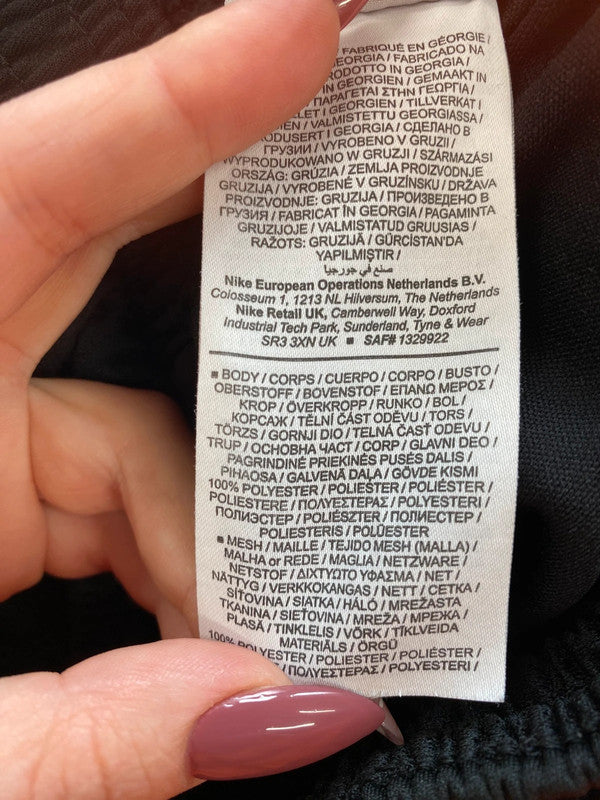 FABRIQUÉ EN GÉORGIE /
GEORGIA / FABRICADO NA
PRODOTTO IN GEORGIA /
IN GEORGIEN / GEMAAKT IN
ΠΑΡΑΓΕΤΑΙ ΣΤΗΝ ΓΕΩΡΓΙΑ /
I GEORGIEN / TILLVERKAT I
/ VALMISTETTU GEORGIASSA /
I GEORGIA / СДЕЛАНО В
ГРУЗИИ / VYROBENO V GRUZII /
WYPRODUKOWANO W GRUZJI / SZÁRMAZÁSI
ORSZÁG: GRÚZIA / ZEMLJA PROIZVODNJE
GRUZIJA / VYROBENÉ V GRUZÍNSKU / DRŽAVA
PROIZVODNJE: GRUZIJA / ПРОИЗВЕДЕНО В
ГРУЗИЯ / FABRICAT ÎN GEORGIA / PAGAMINTA
GRUZIJOJE / VALMISTATUD GRUUSIAS /
RAŽOTS: GRUZIJĀ / GÜRCİSTAN'DA
YAPILMIŞTIR /
صنع في جورجيا
Nike European Operations Netherlands B.V.
Colosseum 1, 1213 NL Hilversum, The Netherlands
Nike Retail UK, Camberwell Way, Doxford
Industrial Tech Park, Sunderland, Tyne & Wear
SR3 3XN UK ■ SAF# 1329922
■ BODY / CORPS / CUERPO / CORPO / BUSTO /
OBERSTOFF / BOVENSTOF / ΕΠΑΝΩ ΜΕΡΟΣ /
KROP / ÖVERKROPP / RUNKO / BOL /
КОРСАЖ / TĚLNÍ ČÁST ODĚVU / TORS /
TÖRZS / GORNJI DIO / TELNÁ ČASŤ ODEVU /
TRUP / ОСНОВНА ЧАСТ / CORP / GLAVNI DEO /
PAGRINDINĖ PRIEKINĖS PUSĖS DALIS /
PIHAOSA / GALVENĀ DAĻA / GÖVDE KISMI
100% POLYESTER / POLIÉSTER / POLIESTERE /
POLIESTERE / ΠΟΛΥΕΣΤΕΡΑΣ / POLYESTERI /
ПОЛИЭСТЕР / POLIÉSZTER / ПОЛИЕСТЕР /
POLIESTERIS / POLÜESTER
■ MESH / MAILLE / TEJIDO MESH (MALLA) /
MALHA or REDE / MAGLIA / NETZWARE /
NETSTOF / ΔΙΧΤΥΩΤΟ ΥΦΑΣΜΑ / NET /
NÄTTYG / VERKKOKANGAS / NETT / СЕТКА /
SÍŤOVINA / SIATKA / HÁLÓ / MREŽASTA
TKANINA / SIEŤOVINA / MREŽA / МРЕЖА /
PLASĂ / TINKLELIS / VÕRK / TĪKLVEIDA
MATERIĀLS / ÖRGÜ
100% POLYESTER / POLIÉSTER / POLIESTER /
/ ΠΟΛΥΕΣΤΕΡΑΣ / POLYESTERI /